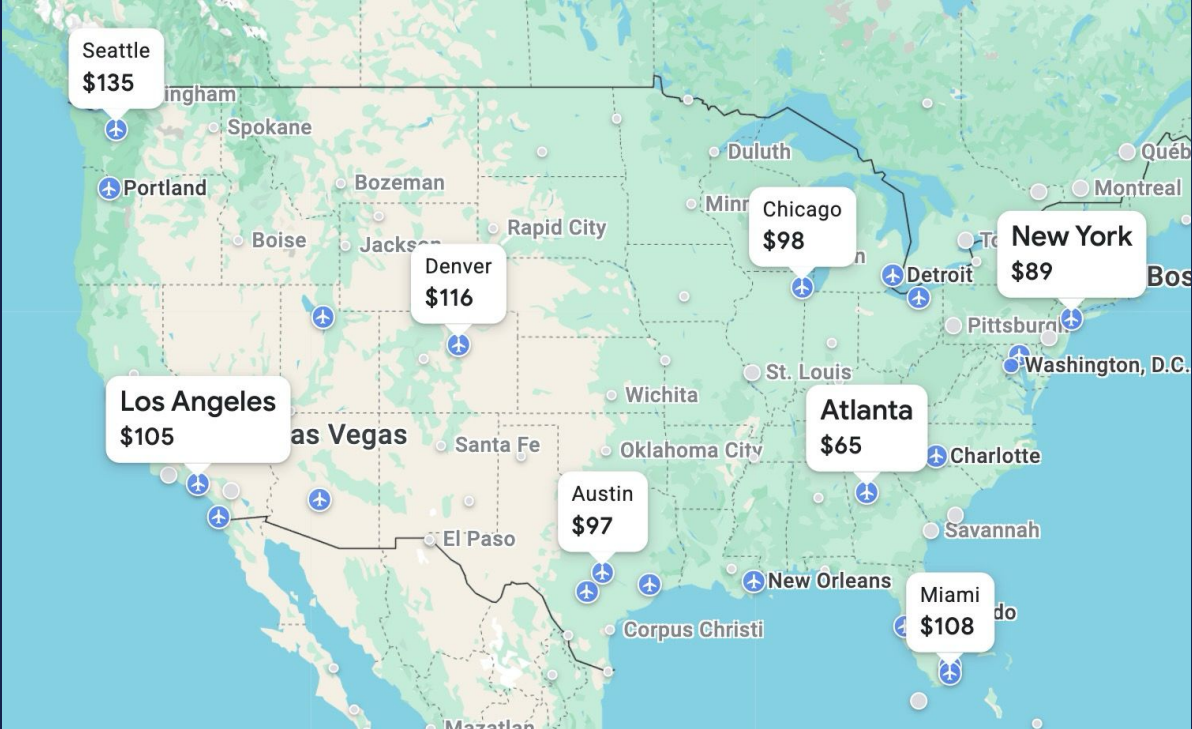 Seattle
$135
ingham
Spokane
Portland
Bozeman
Duluth
Québ
Montreal
Boise
Jackson
Rapid City
Minn
Chicago
$98
n
To
New York
$89
Denver
$116
Detroit
Bos
Pittsburgh
Washington, D.C.
St. Louis
Wichita
Los Angeles
$105
as Vegas
Santa Fe
Oklahoma City
Atlanta
$65
Charlotte
Austin
$97
El Paso
Savannah
New Orleans
Miami
$108
do
Corpus Christi
Mazatlan